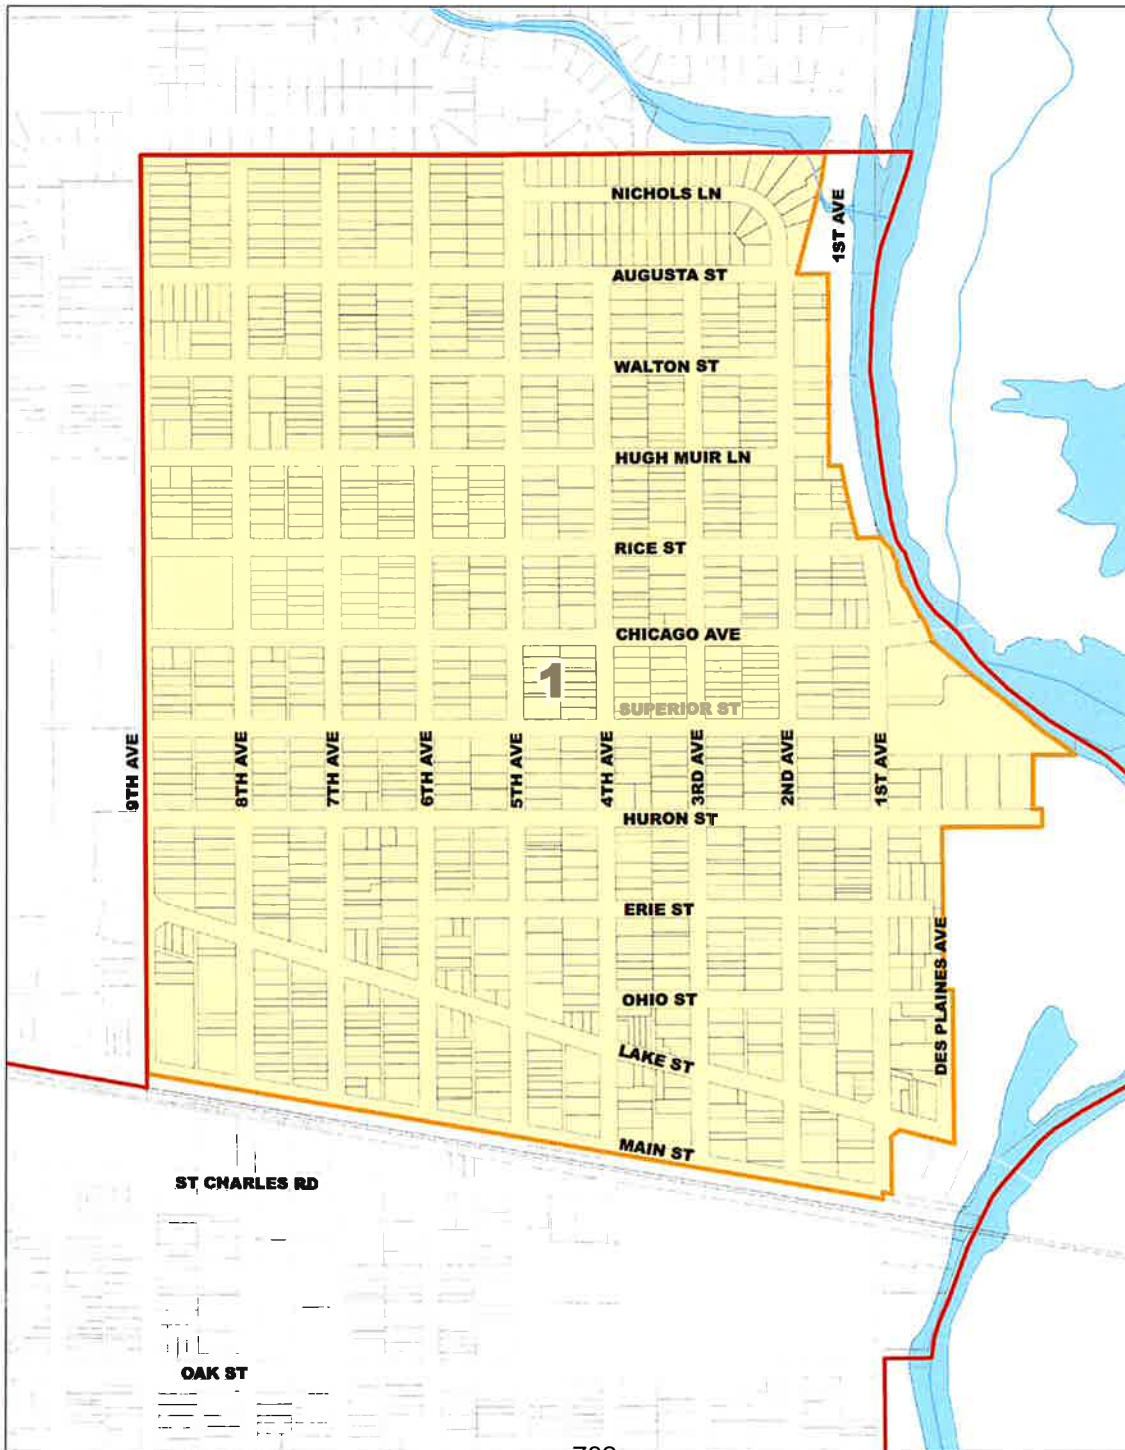 NICHOLS LN
1ST AVE
AUGUSTA ST
WALTON ST
HUGH MUIR LN
RICE ST
CHICAGO AVE
1
SUPERIOR ST
9TH AVE
8TH AVE
7TH AVE
6TH AVE
5TH AVE
4TH AVE
3RD AVE
2ND AVE
1ST AVE
HURON ST
ERIE ST
DES PLAINES AVE
OHIO ST
LAKE ST
MAIN ST
ST CHARLES RD
OAK ST